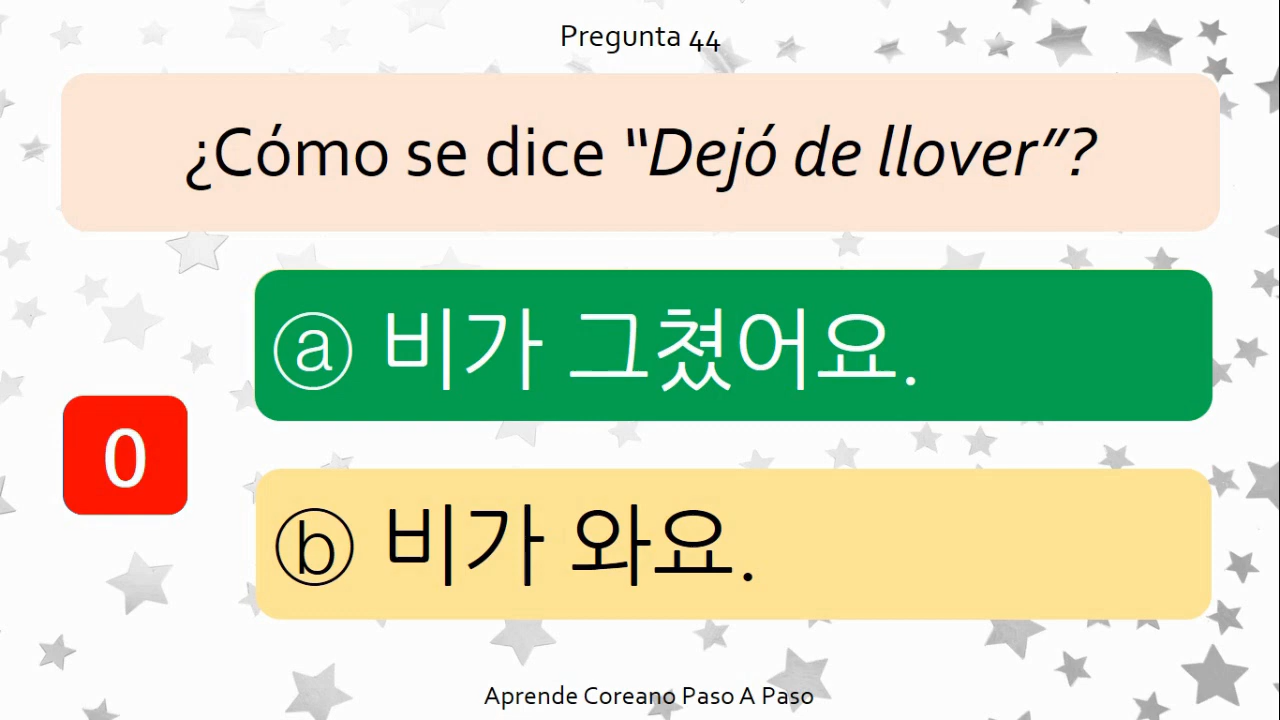 Pregunta 44
¿Cómo se dice “Dejó de llover”?
ⓐ 비가 그쳤어요.
0
ⓑ 비가 와요.
Aprende Coreano Paso A Paso